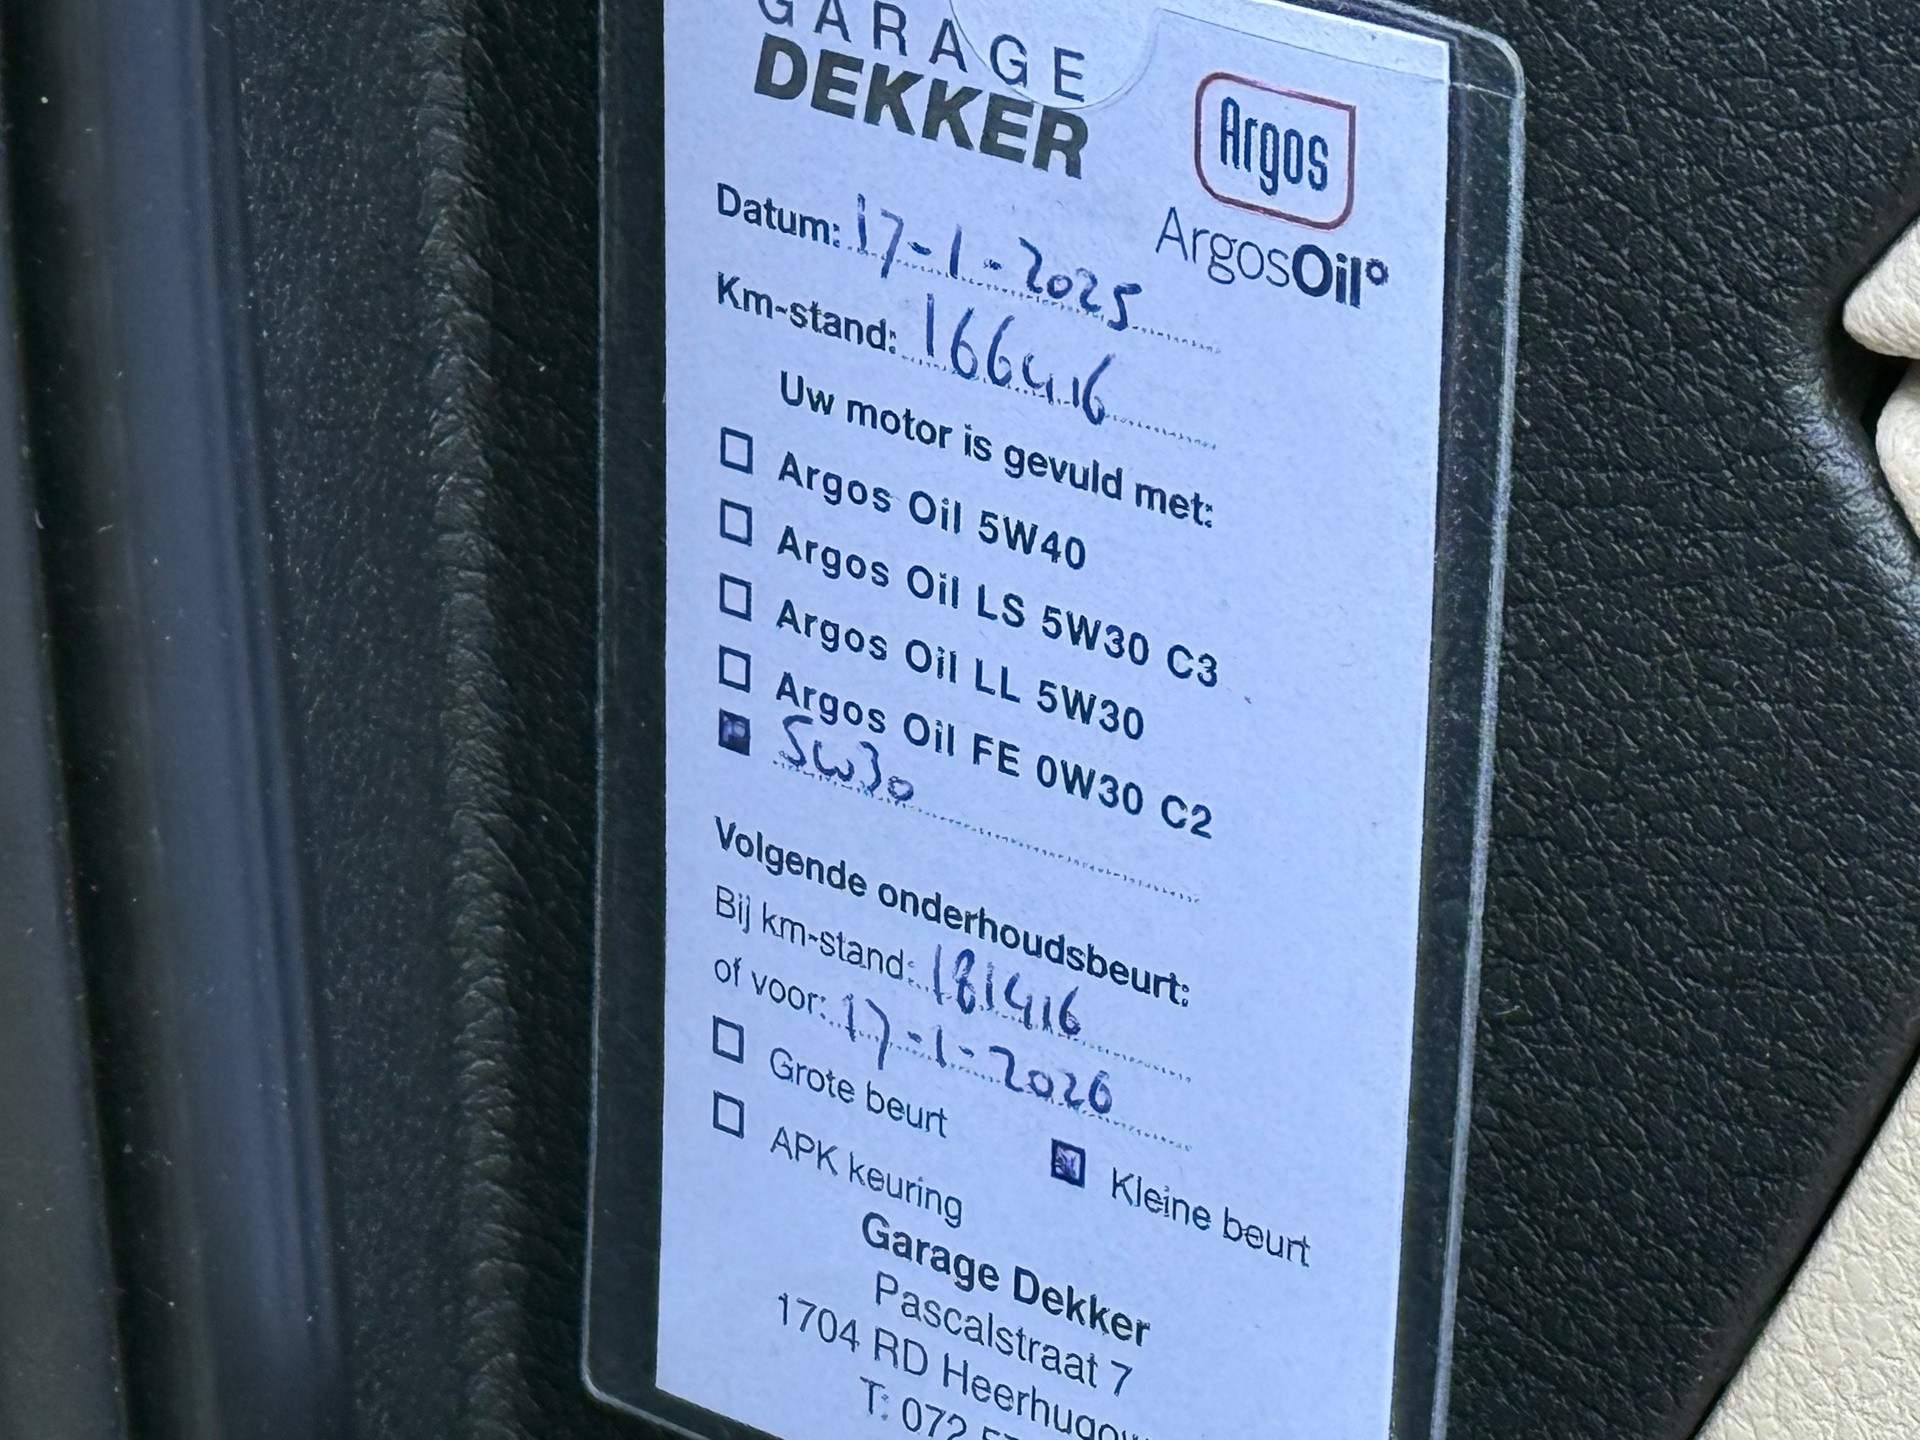 GARAGE
DEKKER
Argos
ArgosOil°
Datum: 17-1-2025
Km-stand: 166416
Uw motor is gevuld met:
☐ Argos Oil 5W40
☐ Argos Oil LS 5W30 C3
☐ Argos Oil LL 5W30
☐ Argos Oil FE 0W30 C2
☒ 5W30
Volgende onderhoudsbeurt:
Bij km-stand: 181416
of voor: 17-1-2026
☐ Grote beurt ☒ Kleine beurt
☐ APK keuring
Garage Dekker
Pascalstraat 7
1704 RD
T: 072